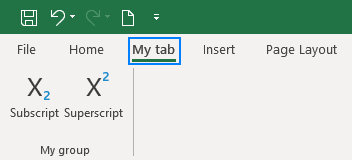 File Home My tab Insert Page Layout
X2 X2
Subscript Superscript
My group